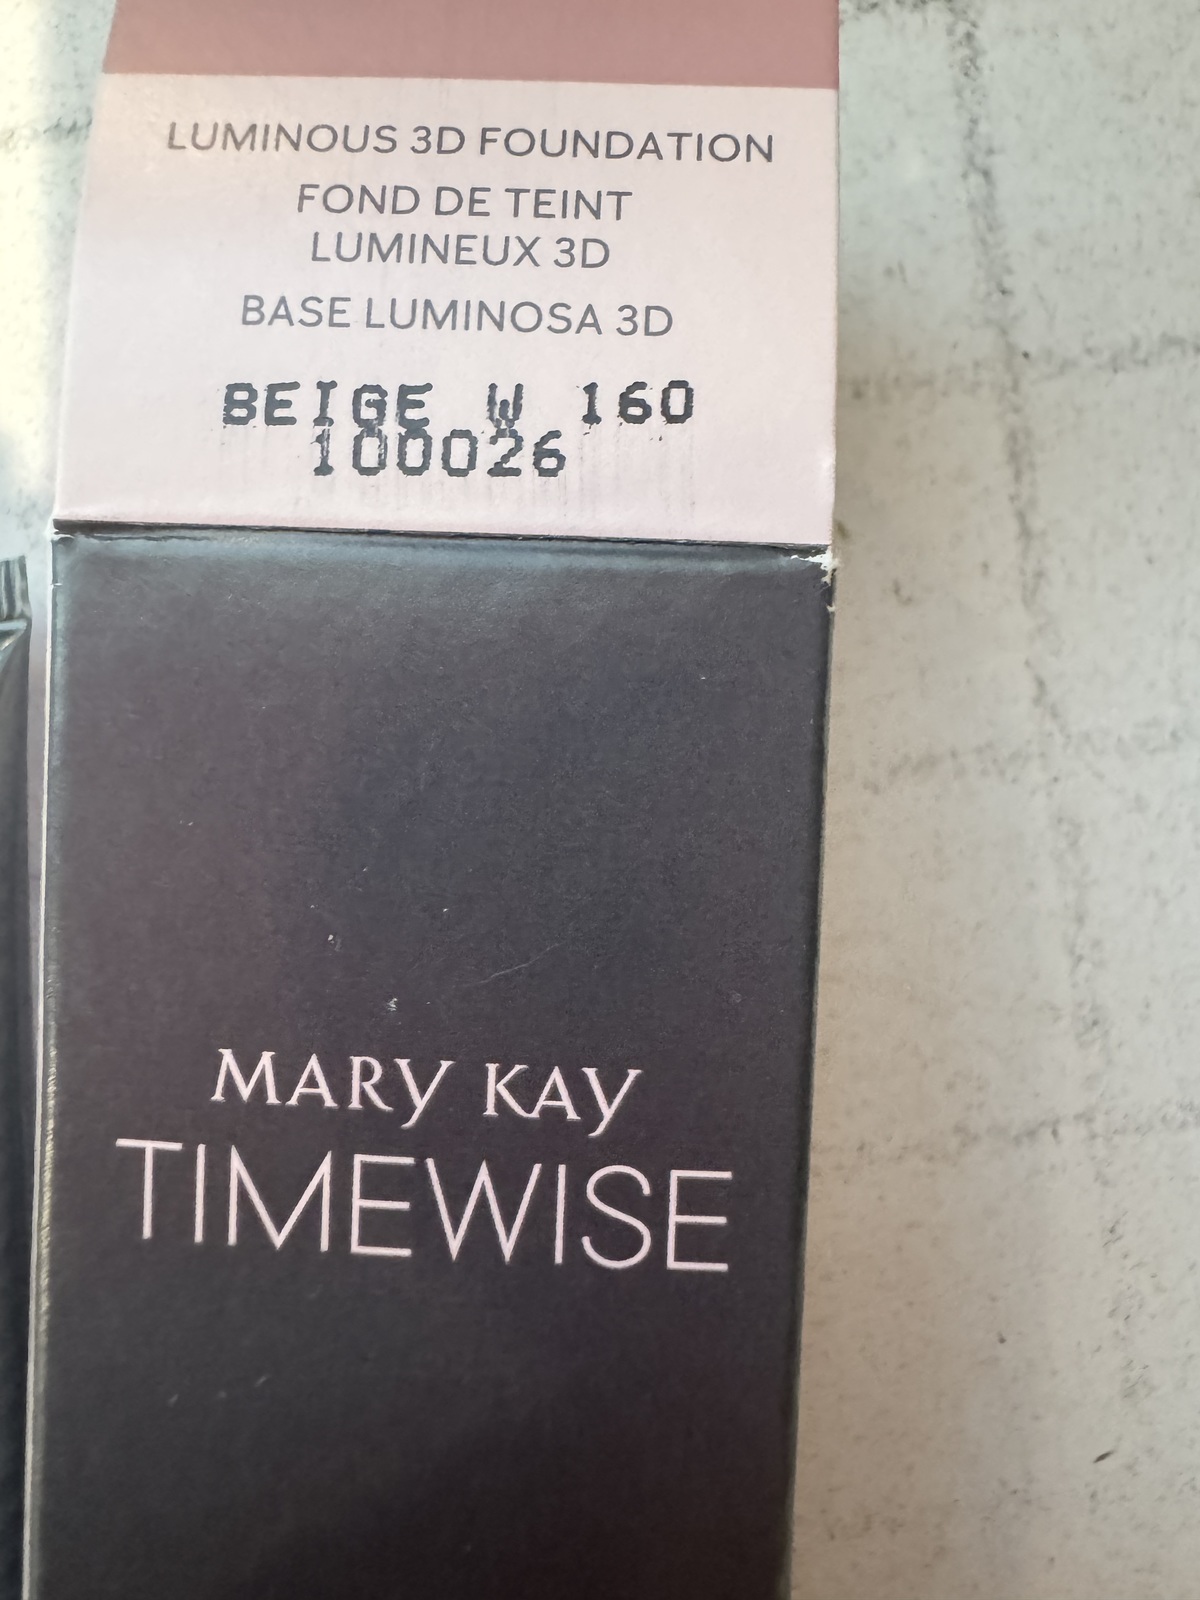 LUMINOUS 3D FOUNDATION
FOND DE TEINT
LUMINEUX 3D
BASE LUMINOSA 3D
BEIGE W 160
100026
MARY KAY
TIMEWISE